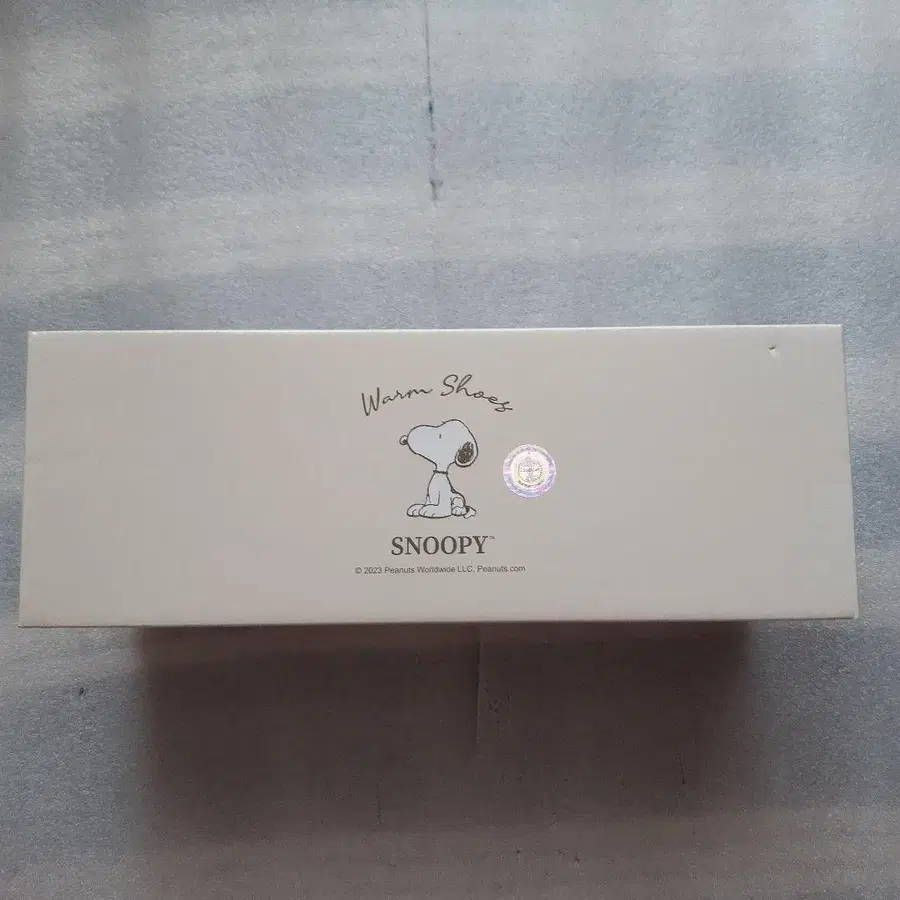 Warm Shoes
SNOOPY™
© 2023 Peanuts Worldwide LLC, Peanuts.com